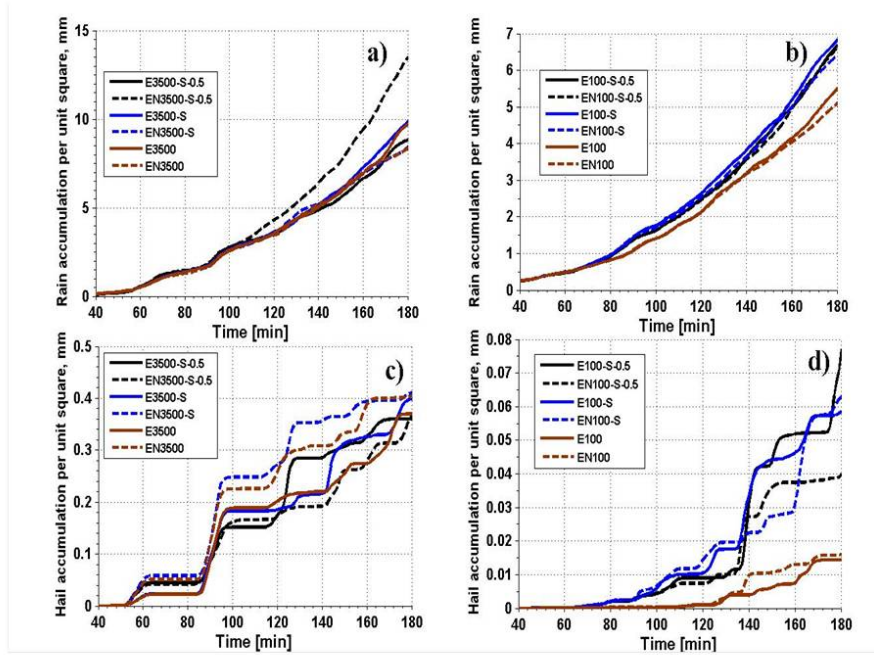 a)
Rain accumulation per unit square, mm
15
10
5
0
E3500-S-0.5
EN3500-S-0.5
E3500-S
EN3500-S
E3500
EN3500
40 60 80 100 120 140 160 180
Time [min]
b)
Rain accumulation per unit square, mm
7
6
5
4
3
2
1
0
E100-S-0.5
EN100-S-0.5
E100-S
EN100-S
E100
EN100
40 60 80 100 120 140 160 180
Time [min]
c)
Hail accumulation per unit square, mm
0.5
0.4
0.3
0.2
0.1
0
E3500-S-0.5
EN3500-S-0.5
E3500-S
EN3500-S
E3500
EN3500
40 60 80 100 120 140 160 180
Time [min]
d)
Hail accumulation per unit square, mm
0.08
0.07
0.06
0.05
0.04
0.03
0.02
0.01
0.000
E100-S-0.5
EN100-S-0.5
E100-S
EN100-S
E100
EN100
40 60 80 100 120 140 160 180
Time [min]